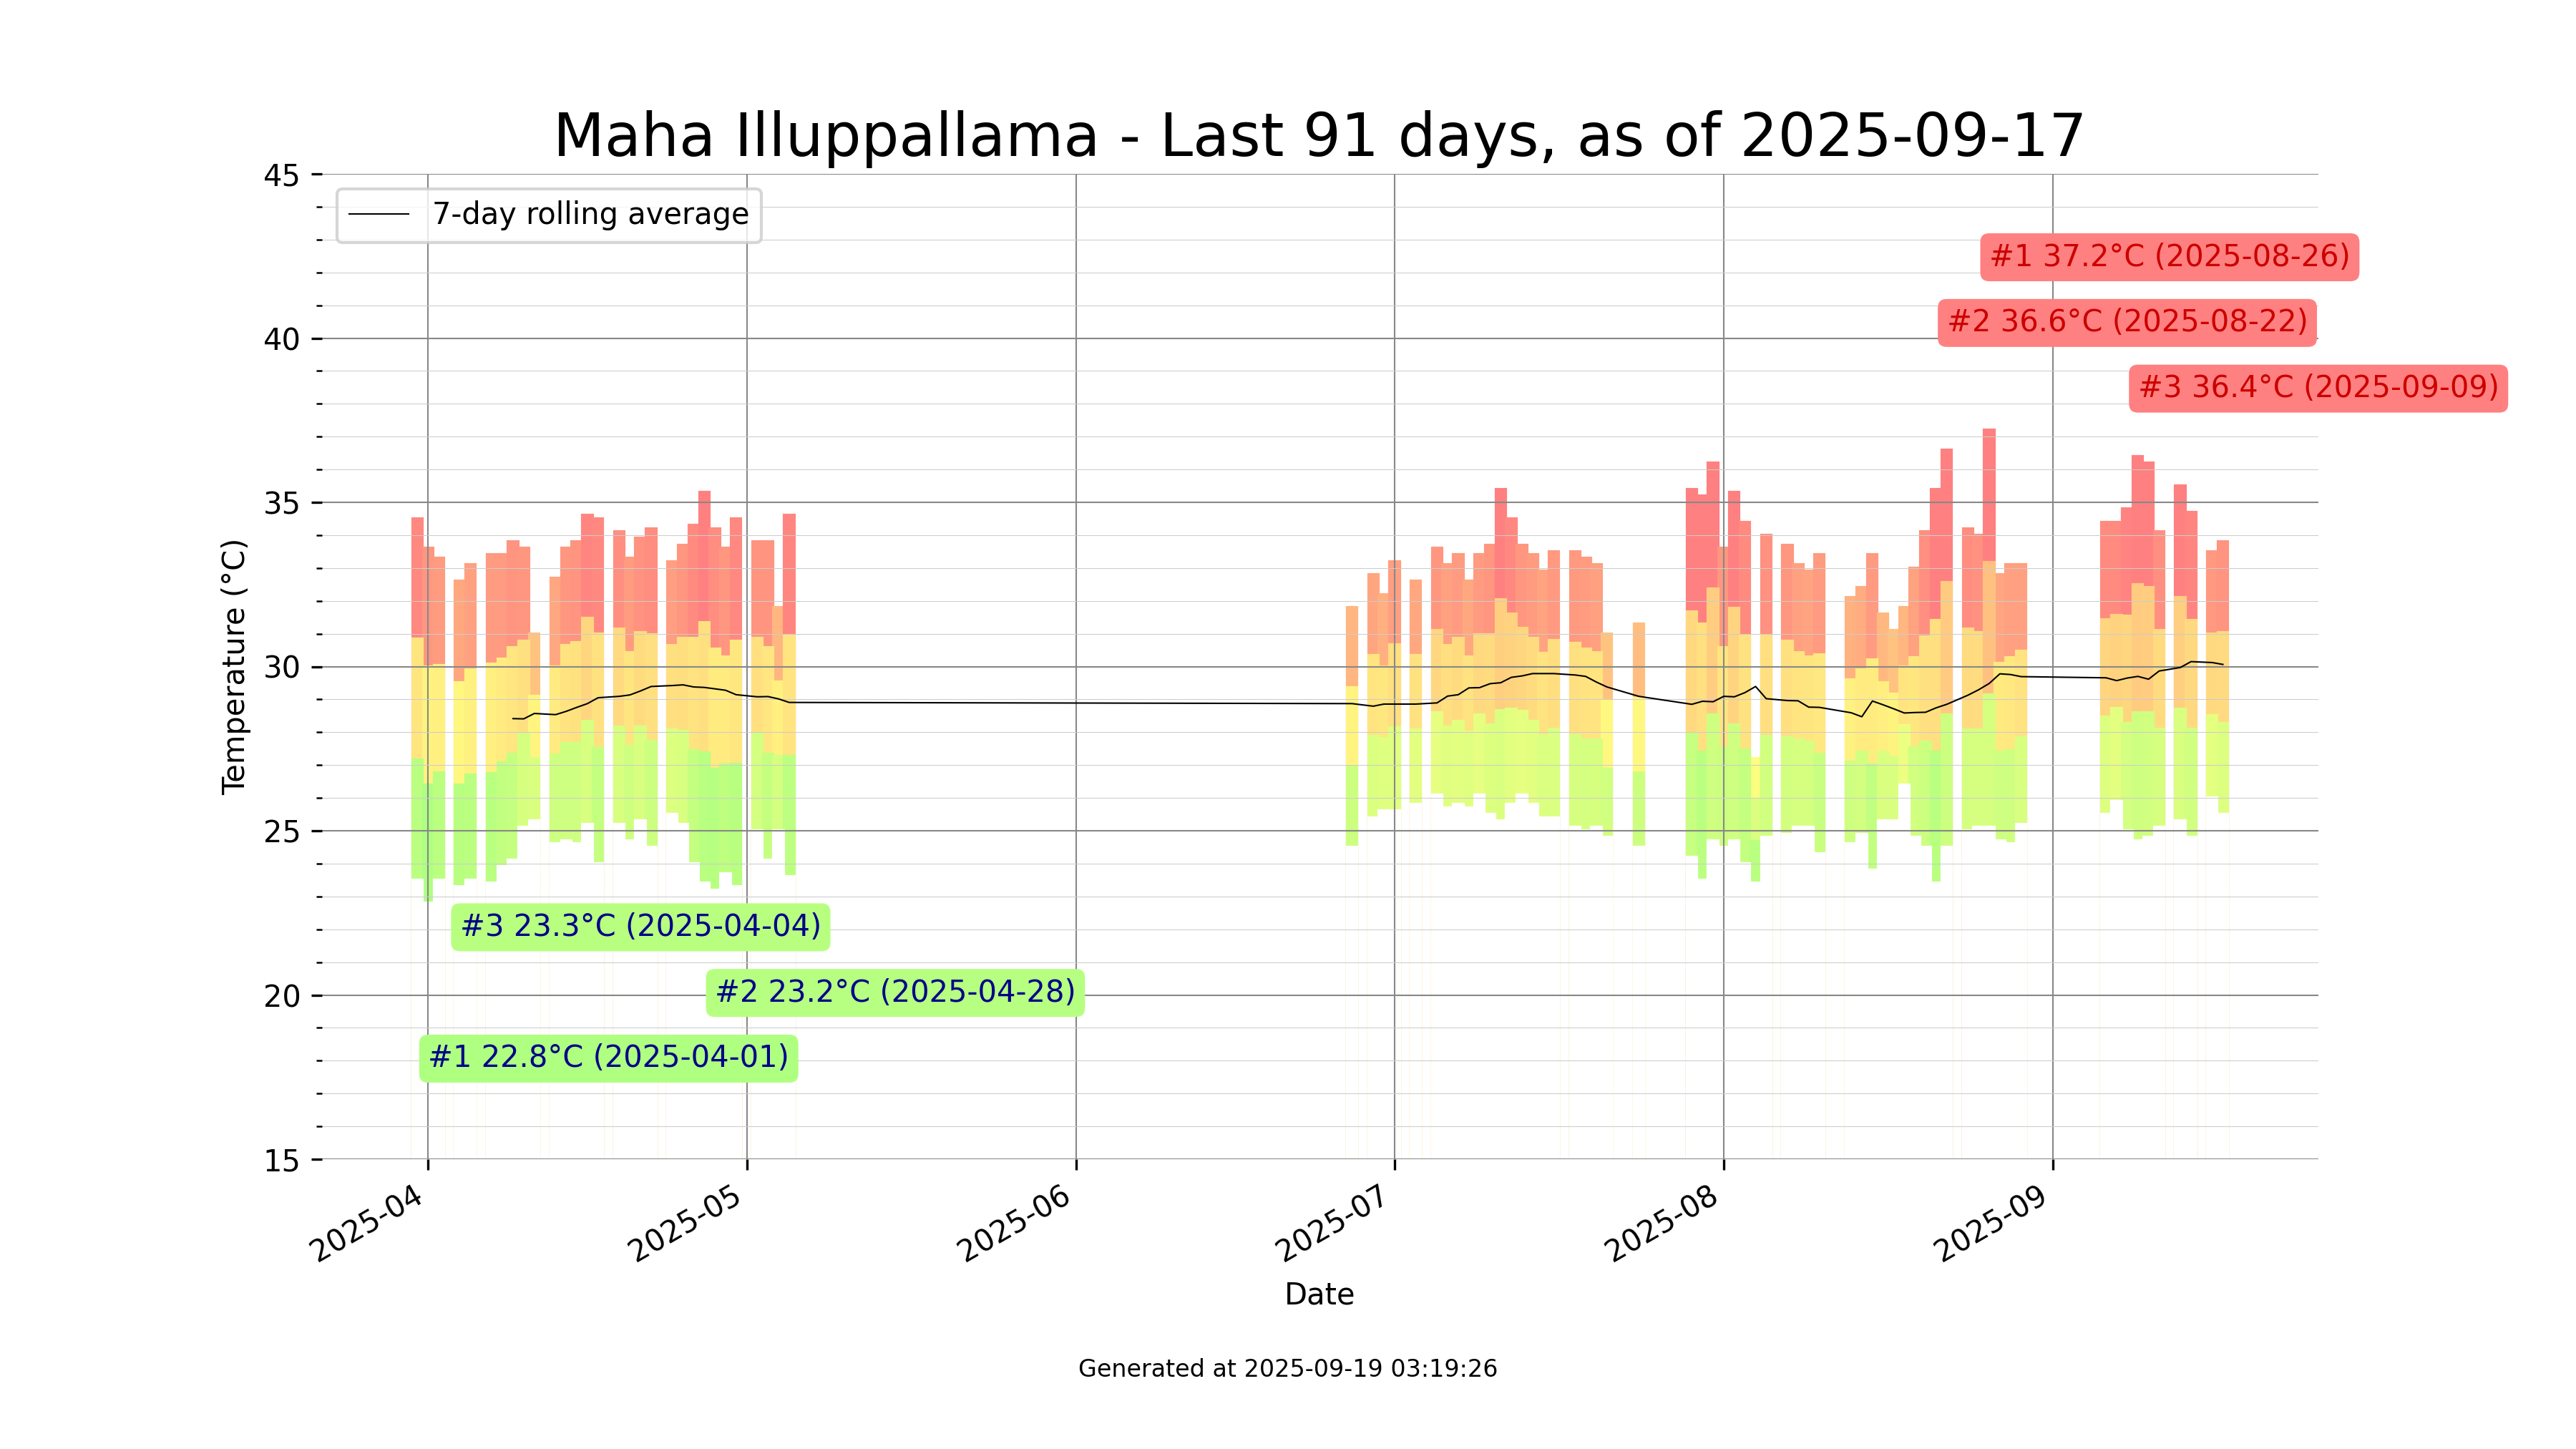 Maha Illuppallama - Last 91 days, as of 2025-09-17
45
7-day rolling average
#1 37.2°C (2025-08-26)
#2 36.6°C (2025-08-22)
40
#3 36.4°C (2025-09-09)
35
Temperature (°C)
30
25
#3 23.3°C (2025-04-04)
#2 23.2°C (2025-04-28)
20
#1 22.8°C (2025-04-01)
15
2025-04
2025-05
2025-06
2025-07
2025-08
2025-09
Date
Generated at 2025-09-19 03:19:26